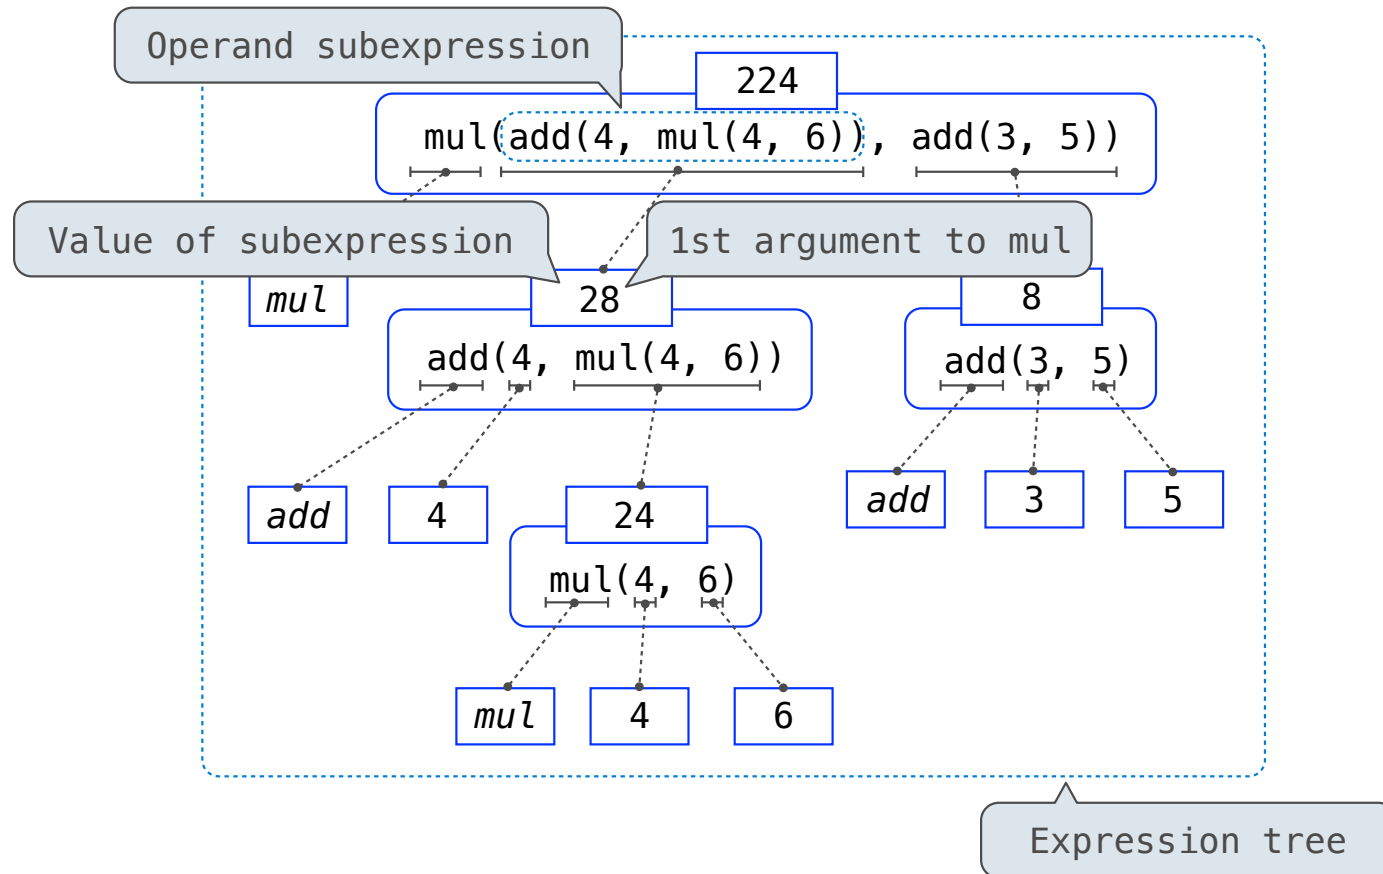 Operand subexpression
224
mul(add(4, mul(4, 6)), add(3, 5))
Value of subexpression
1st argument to mul
mul
28
8
add(4, mul(4, 6))
add(3, 5)
add
4
24
add
3
5
mul(4, 6)
mul
4
6
Expression tree